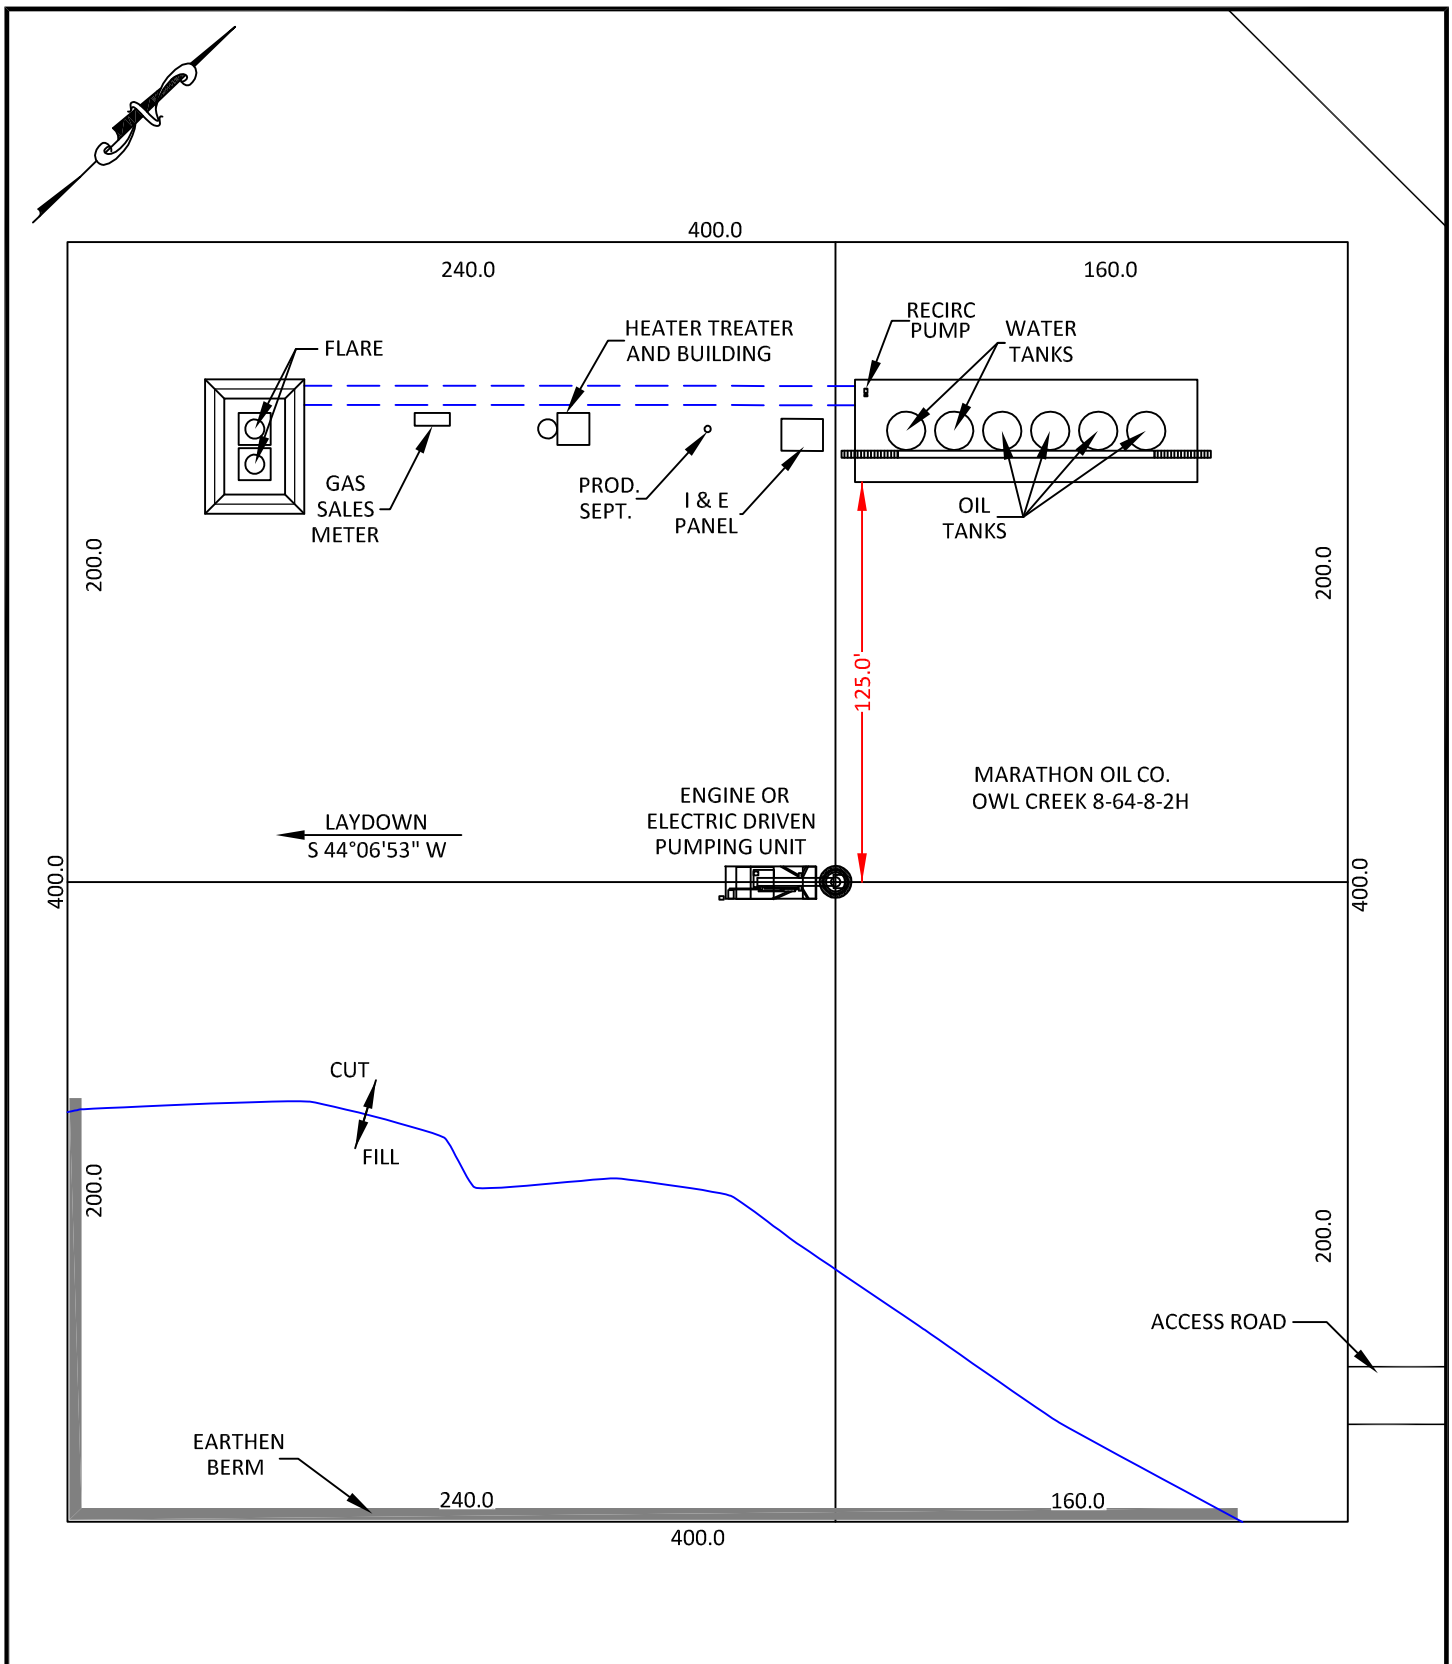 400.0
240.0
160.0
RECIRC
PUMP
WATER
TANKS
HEATER TREATER
AND BUILDING
FLARE
GAS
SALES
METER
PROD.
SEPT.
I & E
PANEL
OIL
TANKS
200.0
200.0
125.0'
MARATHON OIL CO.
OWL CREEK 8-64-8-2H
ENGINE OR
ELECTRIC DRIVEN
PUMPING UNIT
LAYDOWN
S 44°06'53" W
400.0
400.0
CUT
FILL
200.0
200.0
ACCESS ROAD
EARTHEN
BERM
240.0
160.0
400.0